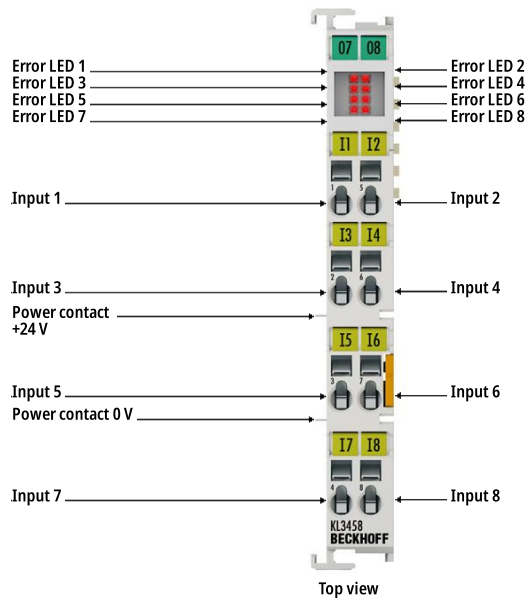 07 08
Error LED 1
Error LED 2
Error LED 3
Error LED 4
Error LED 5
Error LED 6
Error LED 7
Error LED 8
I1 I2
1 5
Input 1
Input 2
I3 I4
2 6
Input 3
Input 4
Power contact
+24 V
I5 I6
3 7
Input 5
Input 6
Power contact 0 V
I7 I8
4 8
Input 7
Input 8
KL3458
BECKHOFF
Top view